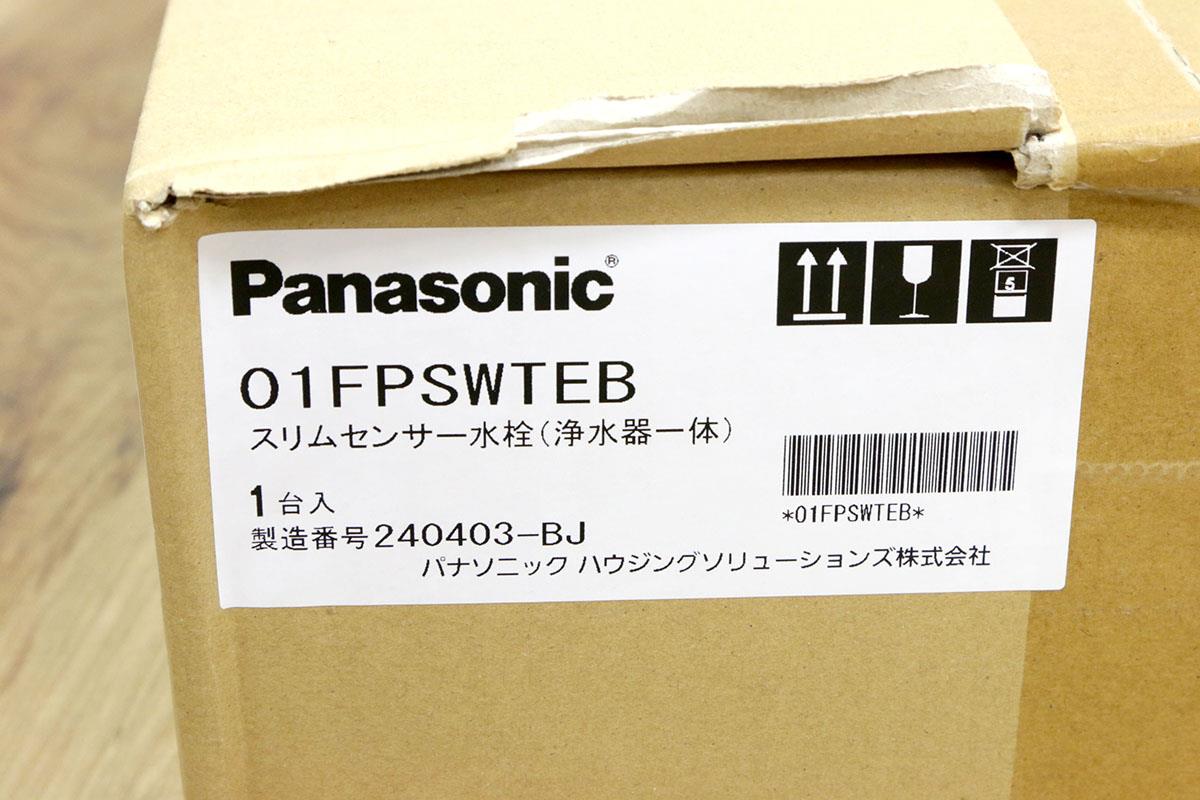 Panasonic®
5
01FPSWTEB
スリムセンサー水栓(浄水器一体)
1台入
*01FPSWTEB*
製造番号240403-BJ
パナソニック ハウジングソリューションズ株式会社